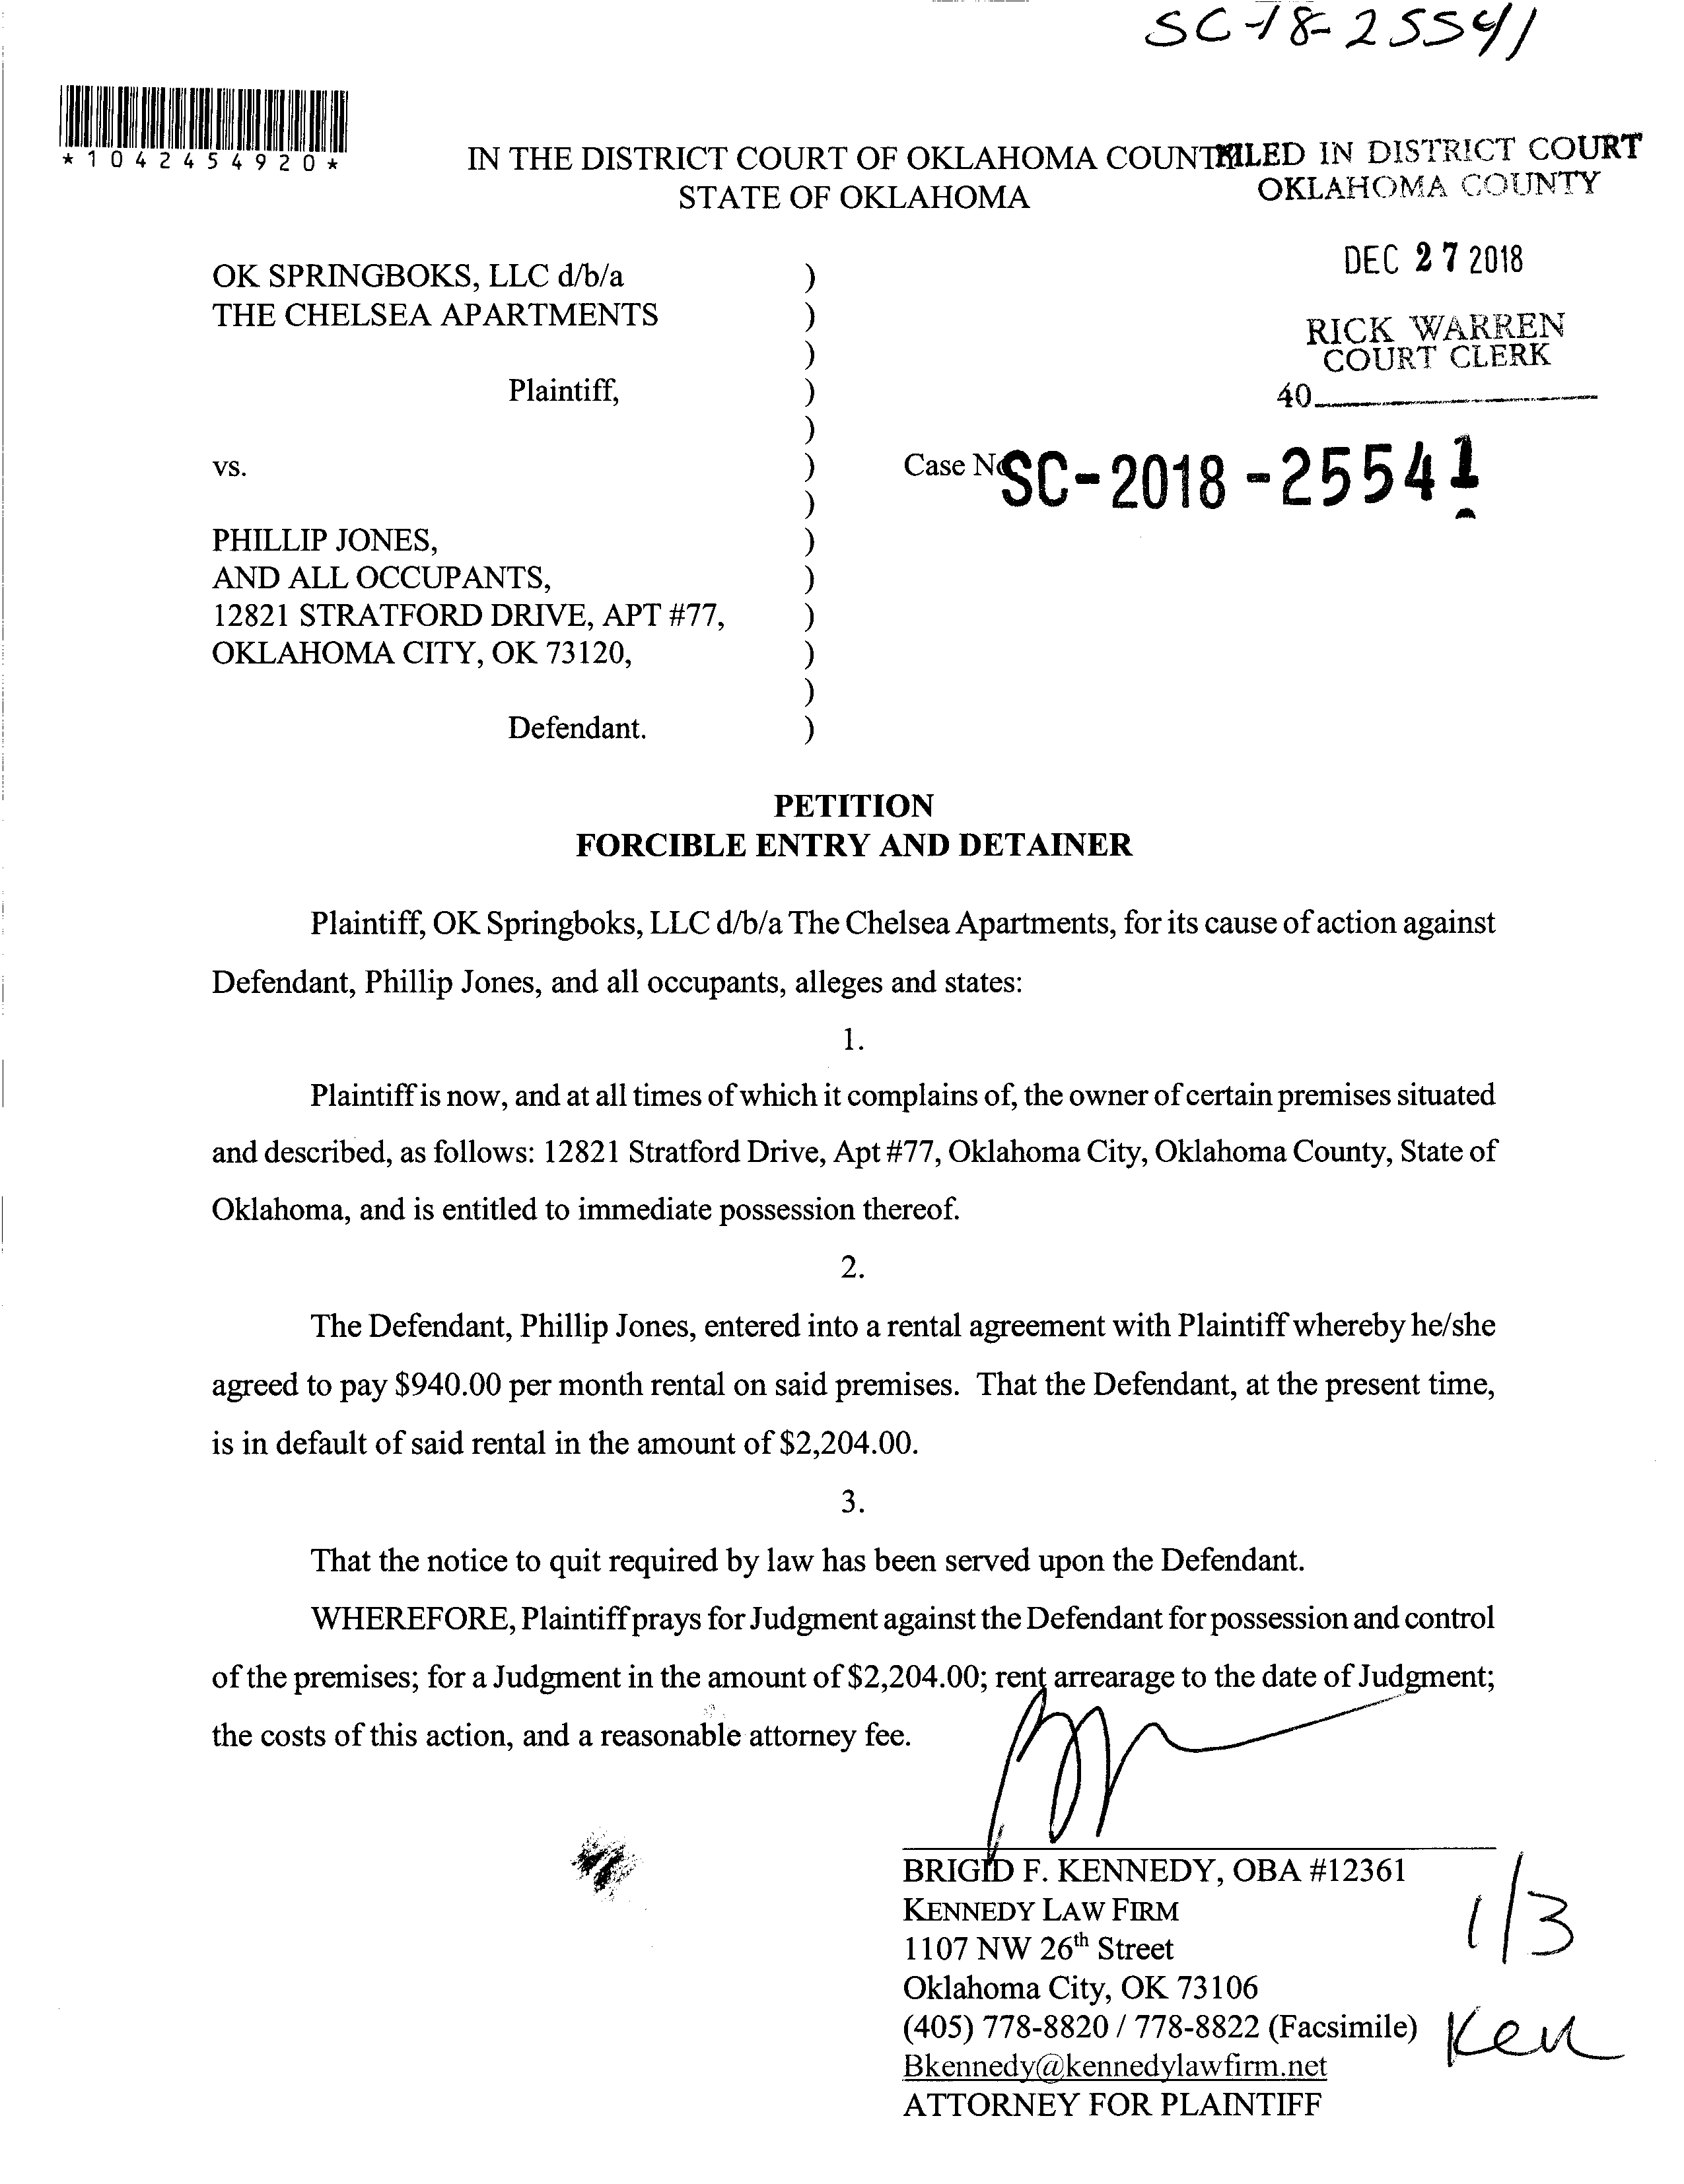 SC-18-25541
*1042454920*
IN THE DISTRICT COURT OF OKLAHOMA COUNTY
STATE OF OKLAHOMA
FILED IN DISTRICT COURT
OKLAHOMA COUNTY
DEC 27 2018
RICK WARREN
COURT CLERK
40
OK SPRINGBOKS, LLC d/b/a )
THE CHELSEA APARTMENTS )
)
Plaintiff, )
)
vs. ) Case No. SC-2018-25541
)
PHILLIP JONES, )
AND ALL OCCUPANTS, )
12821 STRATFORD DRIVE, APT #77, )
OKLAHOMA CITY, OK 73120, )
)
Defendant. )
PETITION
FORCIBLE ENTRY AND DETAINER
Plaintiff, OK Springboks, LLC d/b/a The Chelsea Apartments, for its cause of action against
Defendant, Phillip Jones, and all occupants, alleges and states:
1.
Plaintiff is now, and at all times of which it complains of, the owner of certain premises situated
and described, as follows: 12821 Stratford Drive, Apt #77, Oklahoma City, Oklahoma County, State of
Oklahoma, and is entitled to immediate possession thereof.
2.
The Defendant, Phillip Jones, entered into a rental agreement with Plaintiff whereby he/she
agreed to pay $940.00 per month rental on said premises. That the Defendant, at the present time,
is in default of said rental in the amount of $2,204.00.
3.
That the notice to quit required by law has been served upon the Defendant.
WHEREFORE, Plaintiff prays for Judgment against the Defendant for possession and control
of the premises; for a Judgment in the amount of $2,204.00; rent arrearage to the date of Judgment;
the costs of this action, and a reasonable attorney fee.
BRIGID F. KENNEDY, OBA #12361
KENNEDY LAW FIRM
1107 NW 26th Street
Oklahoma City, OK 73106
(405) 778-8820 / 778-8822 (Facsimile)
Bkennedy@kennedylawfirm.net
ATTORNEY FOR PLAINTIFF
1/3
Ken